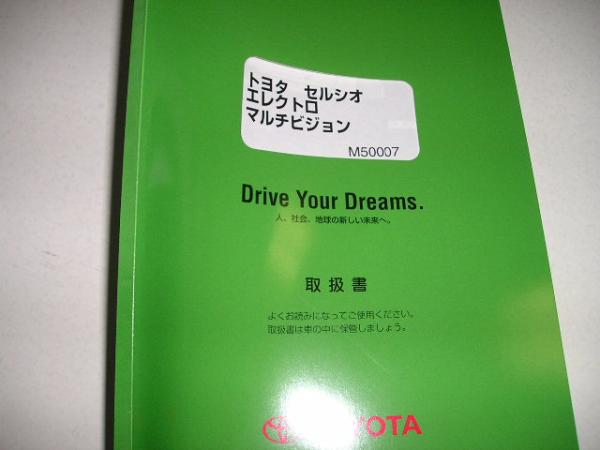 トヨタ セルシオ
エレクトロ
マルチビジョン
M50007
Drive Your Dreams.
人、社会、地球の新しい未来へ。
取扱書
よくお読みになってご使用ください。
取扱書は車の中に保管しましょう。
TOYOTA